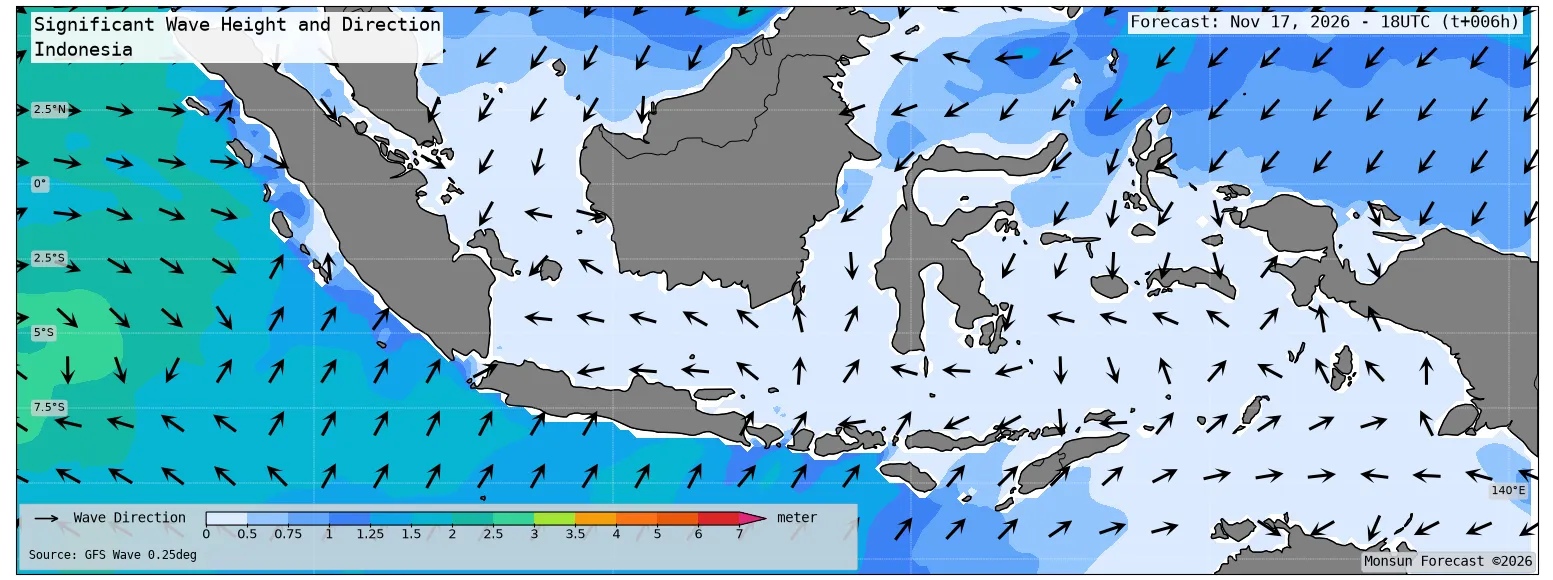 Significant Wave Height and Direction
Indonesia
Forecast: Nov 17, 2026 - 18UTC (t+006h)
2.5°N
0°
2.5°S
5°S
7.5°S
140°E
Wave Direction
meter
0 0.5 0.75 1 1.25 1.5 2 2.5 3 3.5 4 5 6 7
Source: GFS Wave 0.25deg
Monsun Forecast ©2026